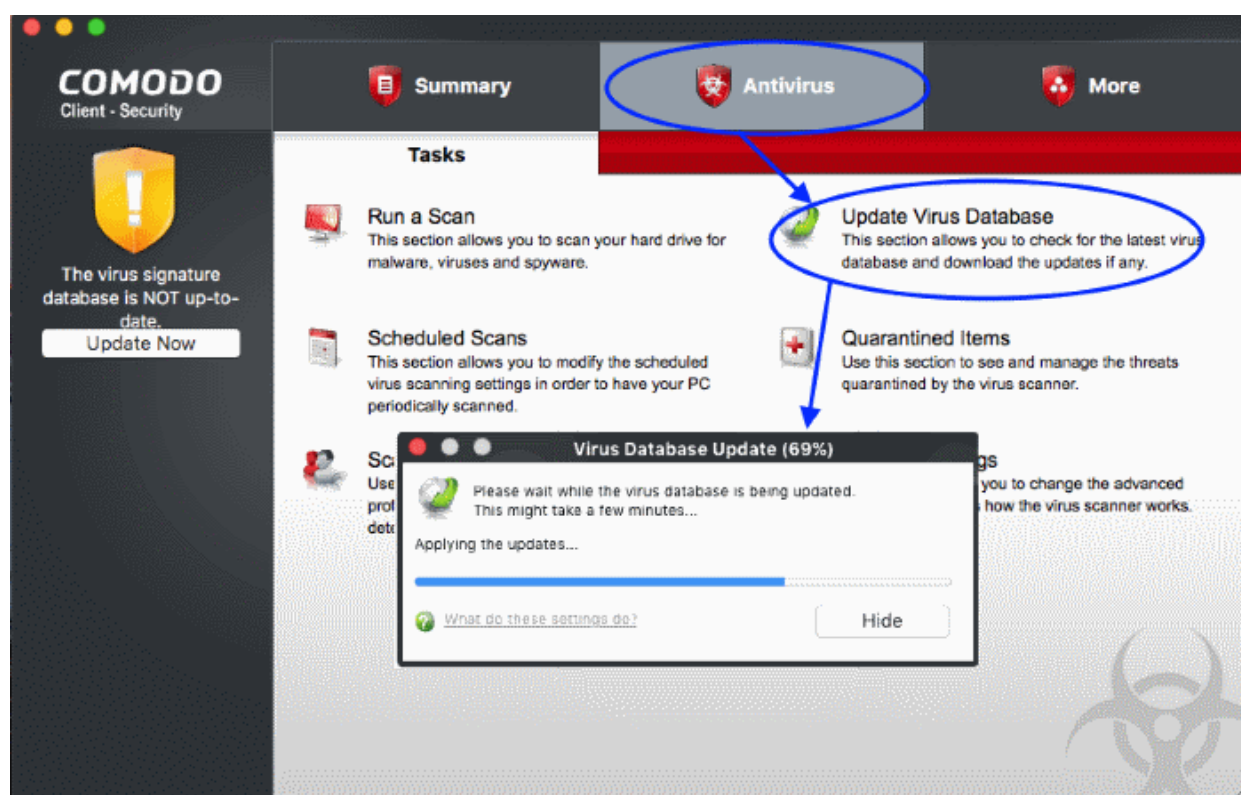 COMODO
Client - Security
Summary
Antivirus
More
Tasks
The virus signature
database is NOT up-to-
date.
Update Now
Run a Scan
This section allows you to scan your hard drive for
malware, viruses and spyware.
Update Virus Database
This section allows you to check for the latest virus
database and download the updates if any.
Scheduled Scans
This section allows you to modify the scheduled
virus scanning settings in order to have your PC
periodically scanned.
Quarantined Items
Use this section to see and manage the threats
quarantined by the virus scanner.
Virus Database Update (69%)
Please wait while the virus database is being updated.
This might take a few minutes...
Applying the updates...
What do these settings do?
Hide
you to change the advanced
how the virus scanner works.